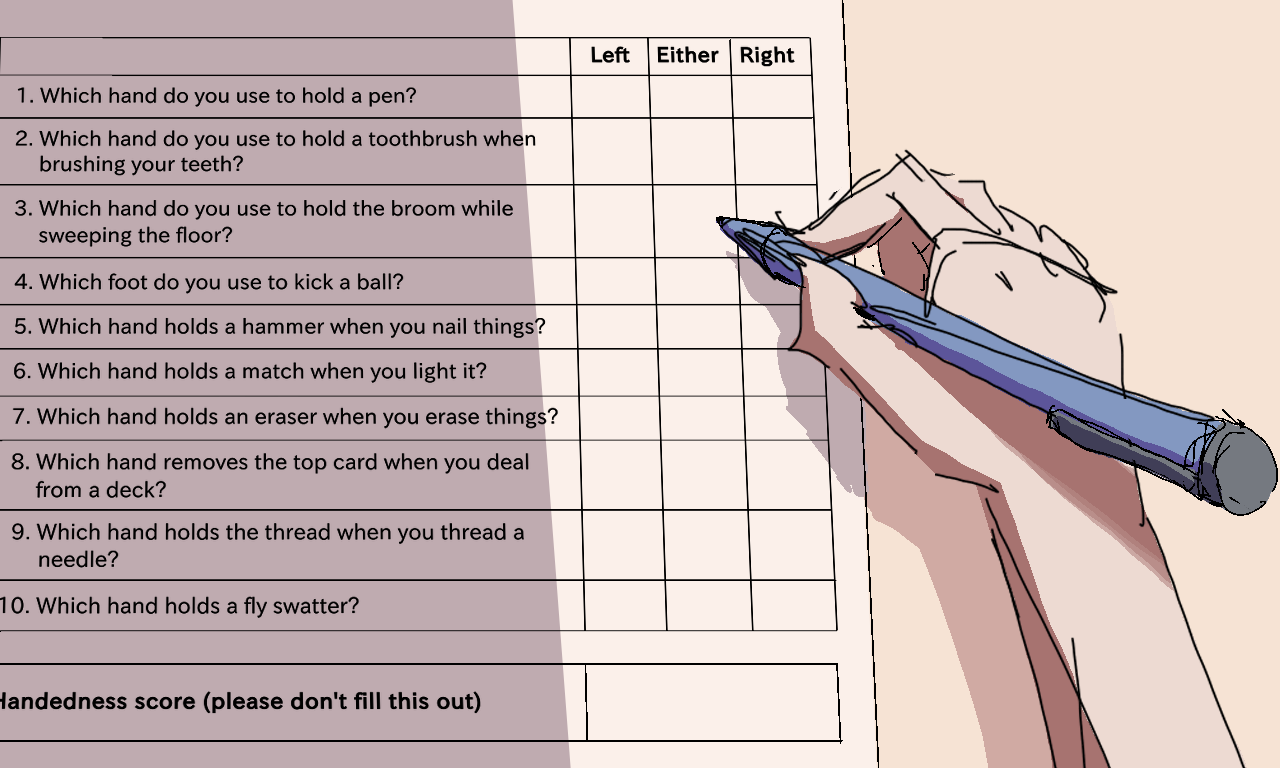 Left Either Right
1. Which hand do you use to hold a pen?
2. Which hand do you use to hold a toothbrush when
brushing your teeth?
3. Which hand do you use to hold the broom while
sweeping the floor?
4. Which foot do you use to kick a ball?
5. Which hand holds a hammer when you nail things?
6. Which hand holds a match when you light it?
7. Which hand holds an eraser when you erase things?
8. Which hand removes the top card when you deal
from a deck?
9. Which hand holds the thread when you thread a
needle?
10. Which hand holds a fly swatter?
Handedness score (please don't fill this out)